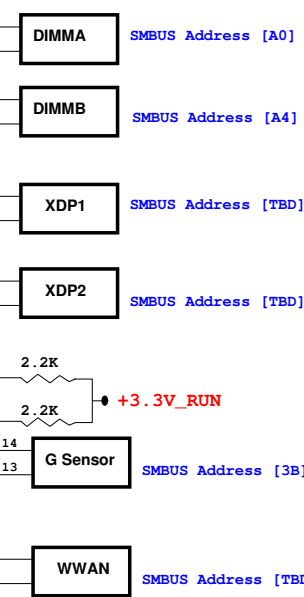 DIMMA SMBUS Address [A0]
DIMMB SMBUS Address [A4]
XDP1 SMBUS Address [TBD]
XDP2 SMBUS Address [TBD]
2.2K
+3.3V_RUN
2.2K
14
G Sensor
13
SMBUS Address [3B]
WWAN
SMBUS Address [TBD